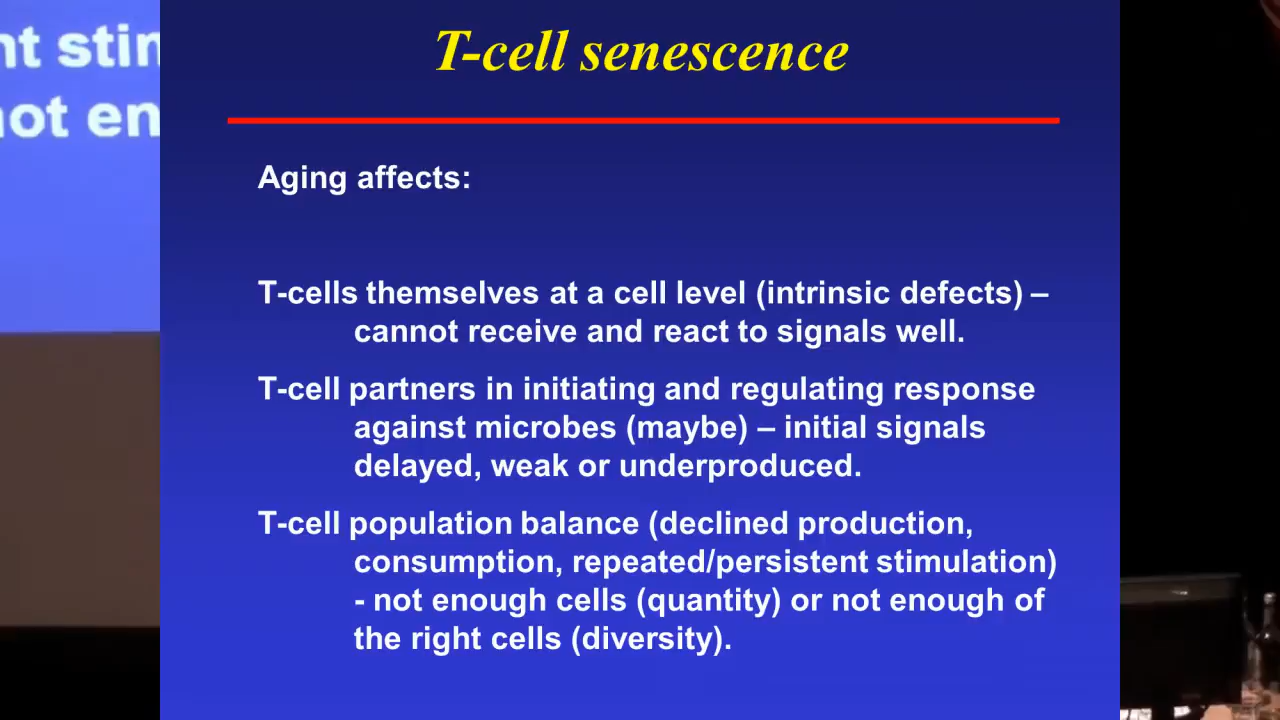 T-cell senescence
Aging affects:
T-cells themselves at a cell level (intrinsic defects) –
cannot receive and react to signals well.
T-cell partners in initiating and regulating response
against microbes (maybe) – initial signals
delayed, weak or underproduced.
T-cell population balance (declined production,
consumption, repeated/persistent stimulation)
- not enough cells (quantity) or not enough of
the right cells (diversity).